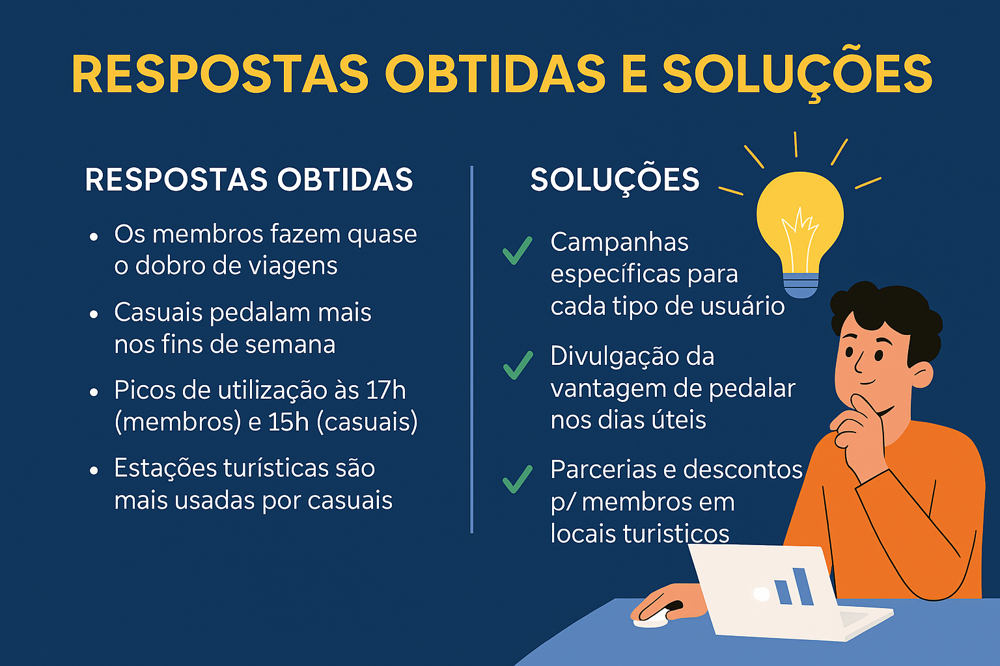 RESPOSTAS OBTIDAS E SOLUÇÕES
RESPOSTAS OBTIDAS
• Os membros fazem quase
o dobro de viagens
• Casuais pedalam mais
nos fins de semana
• Picos de utilização às 17h
(membros) e 15h (casuais)
• Estações turísticas são
mais usadas por casuais
SOLUÇÕES
Campanhas
específicas para
cada tipo de usuário
Divulgação da
vantagem de pedalar
nos dias úteis
Parcerias e descontos
p/ membros em
locais turisticos